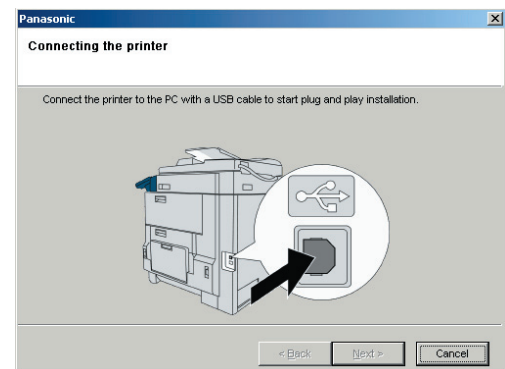 Panasonic
Connecting the printer
Connect the printer to the PC with a USB cable to start plug and play installation.
< Back Next > Cancel